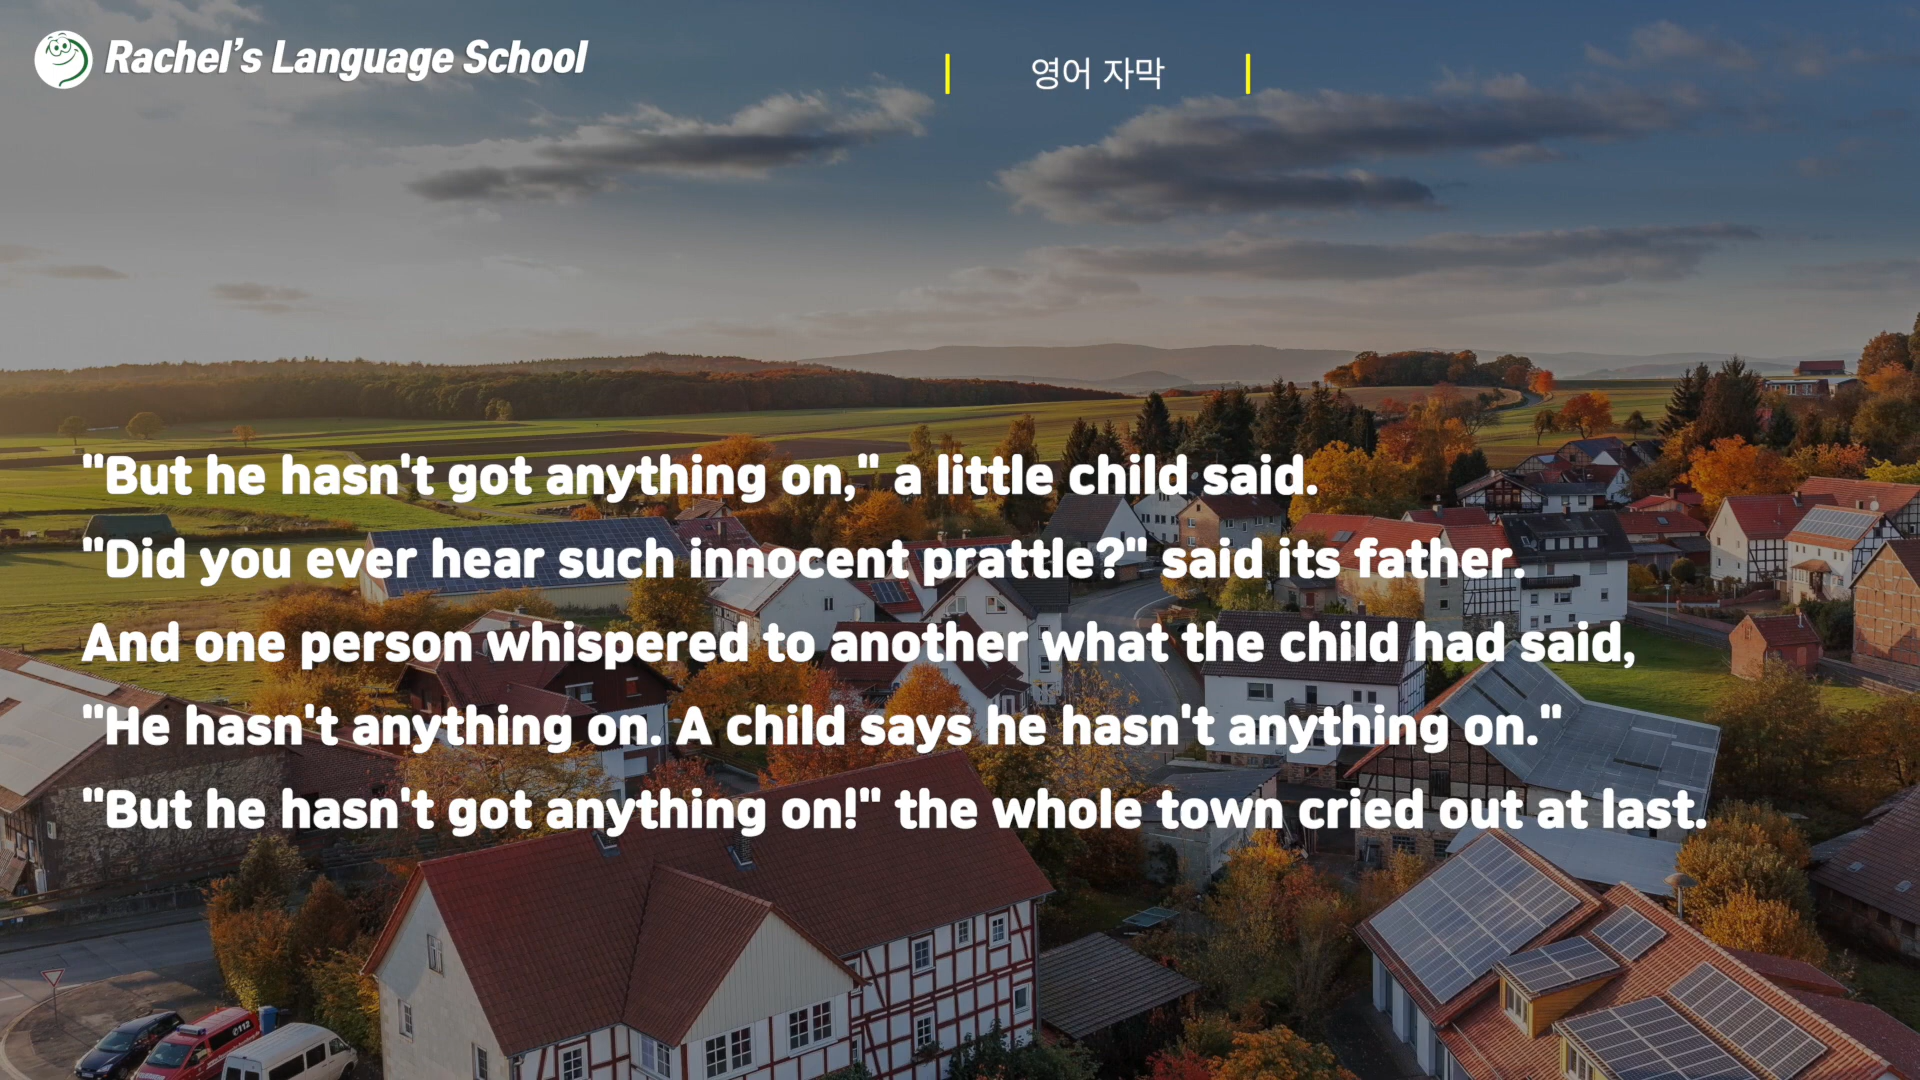 Rachel's Language School
영어 자막
"But he hasn't got anything on," a little child said.
"Did you ever hear such innocent prattle?" said its father.
And one person whispered to another what the child had said,
"He hasn't anything on. A child says he hasn't anything on."
"But he hasn't got anything on!" the whole town cried out at last.
112